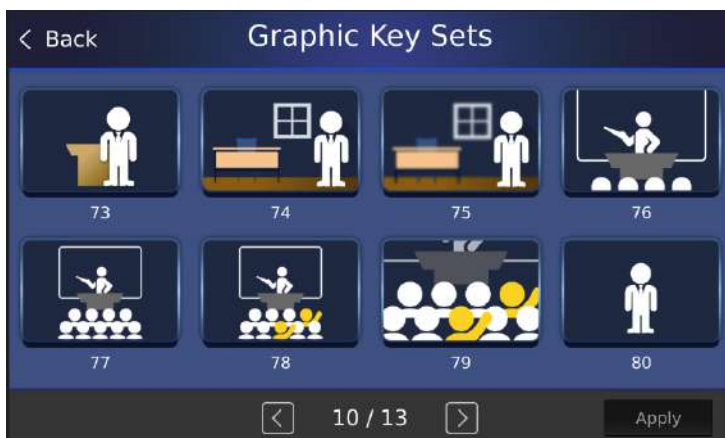 < Back
Graphic Key Sets
73 74 75 76
77 78 79 80
< 10 / 13 >
Apply